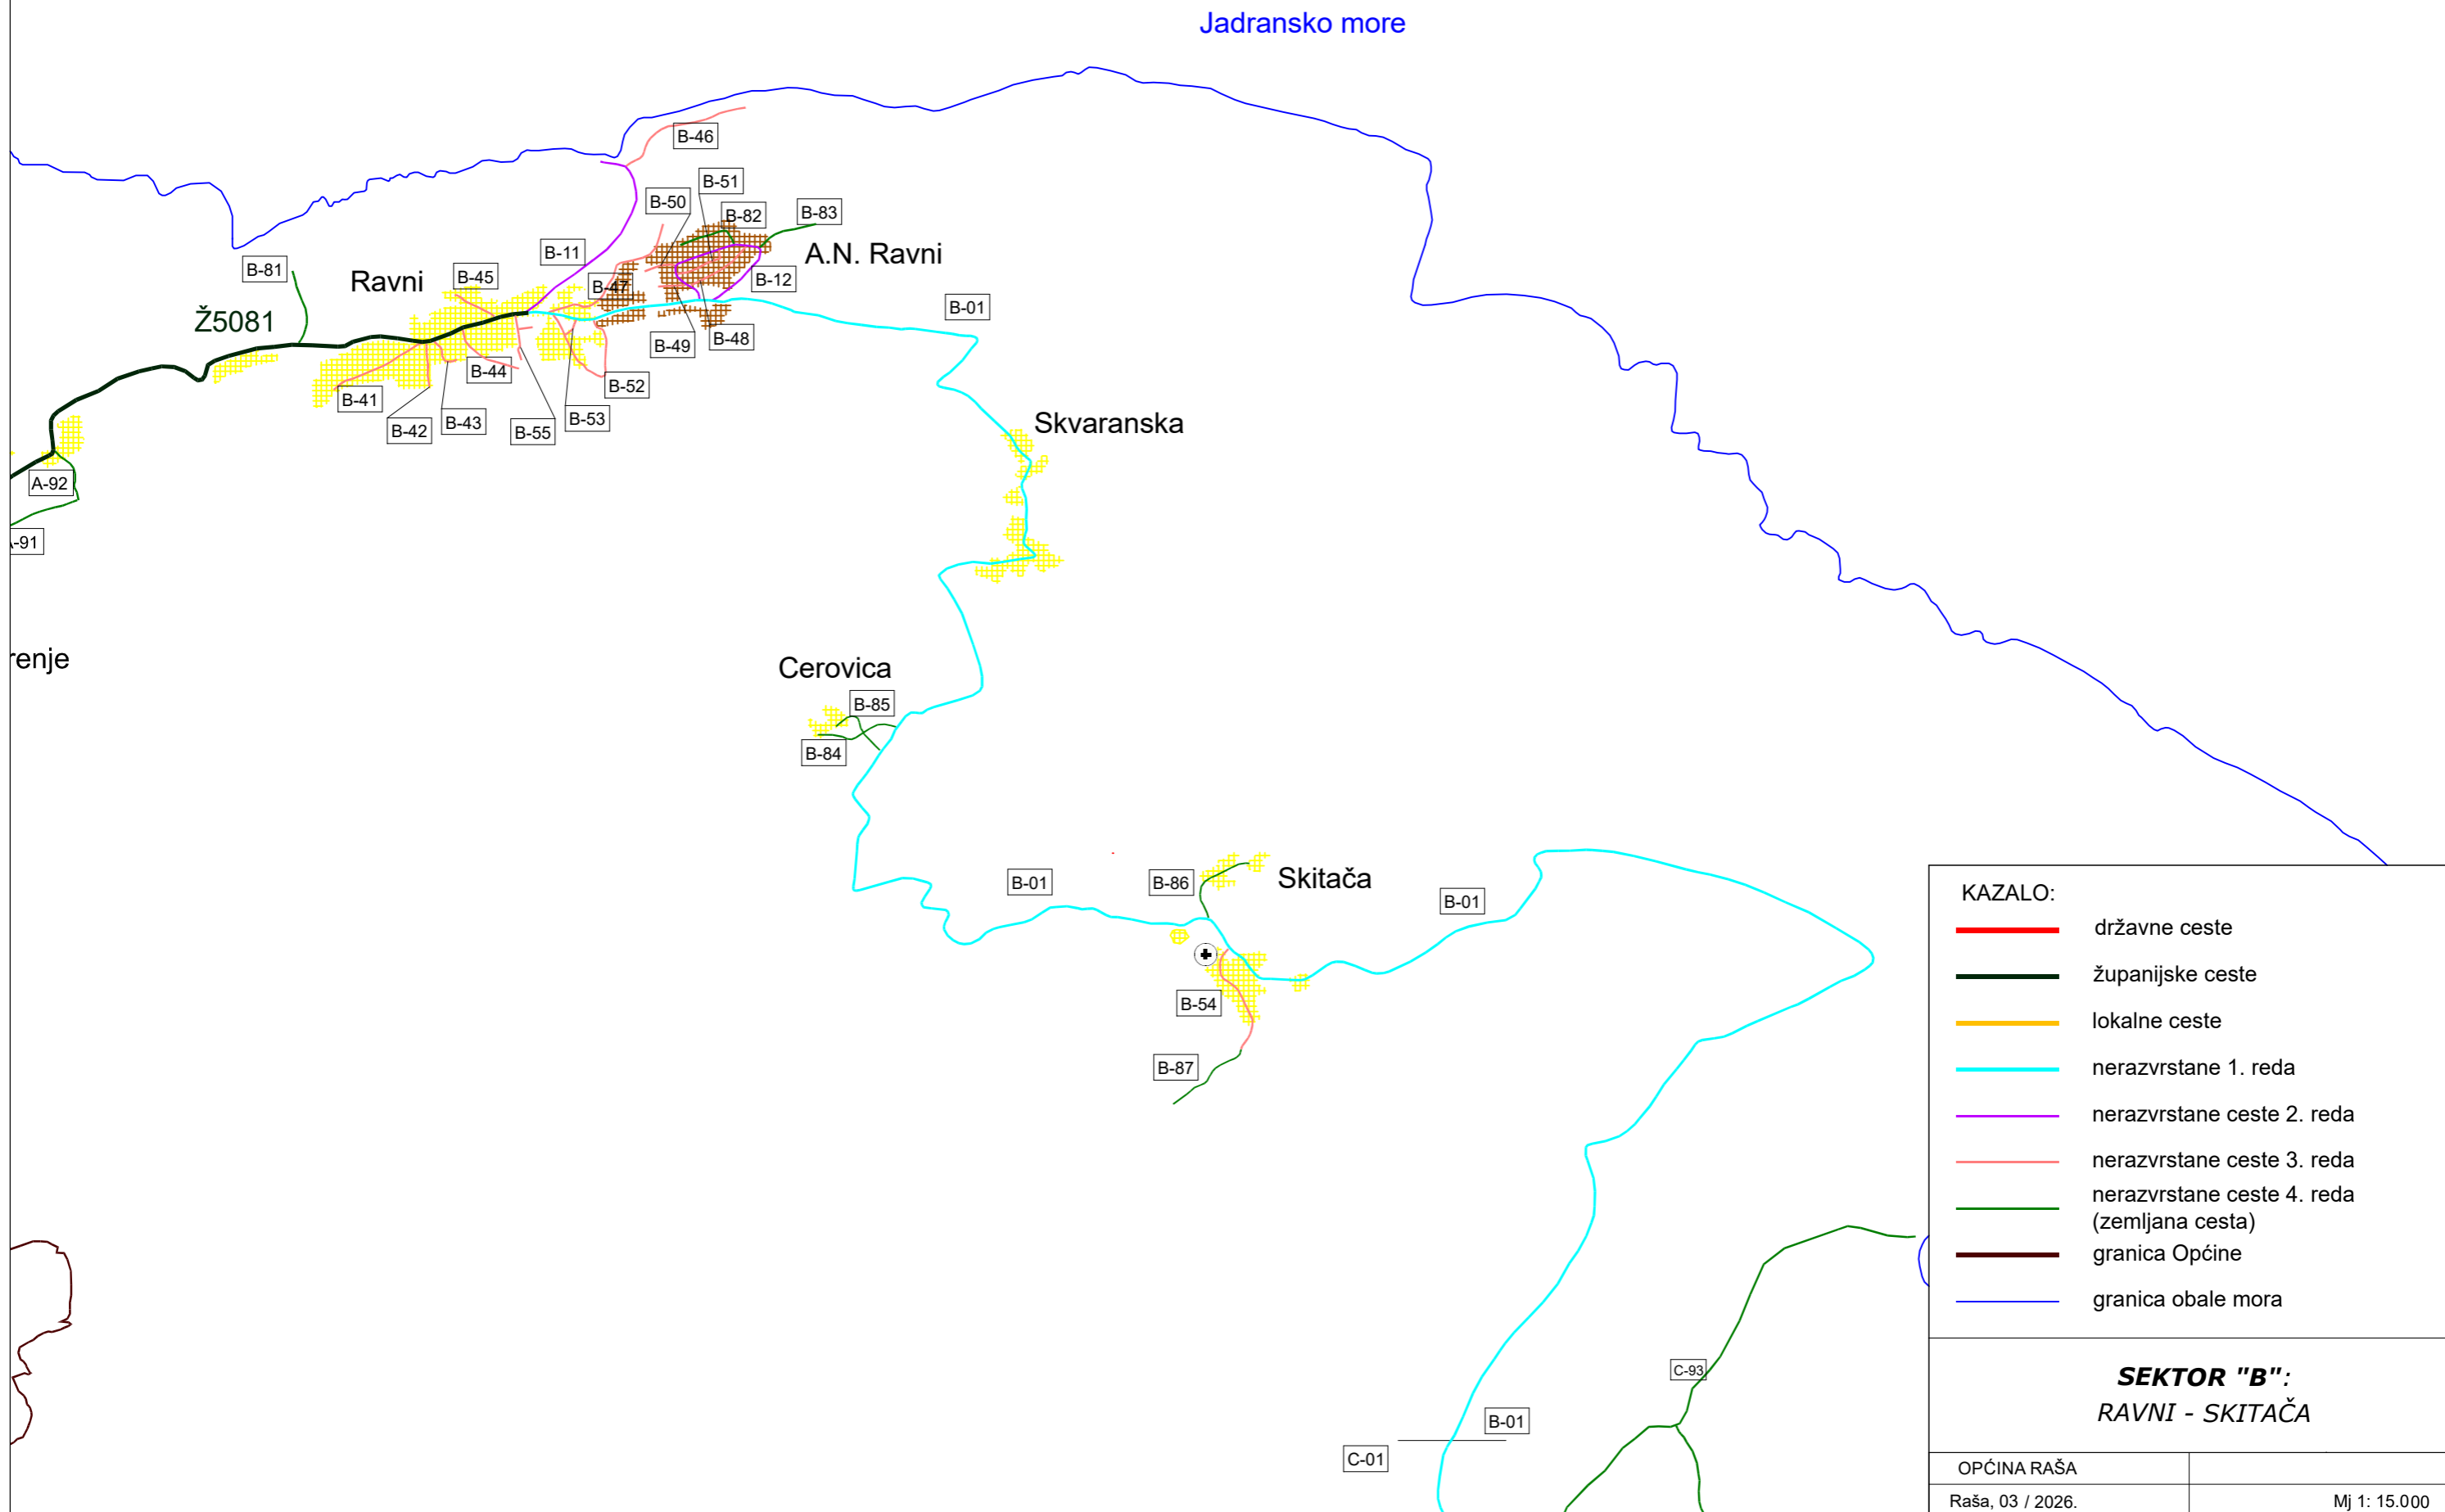 Jadransko more
B-46
B-51
B-50
B-82
B-83
B-11
A.N. Ravni
B-81
Ravni
B-45
B-47
B-12
Ž5081
B-01
B-49
B-48
B-44
B-52
B-41
B-42
B-43
B-55
B-53
Skvaranska
A-92
-91
renje
Cerovica
B-85
B-84
B-01
B-86
Skitača
B-01
B-54
B-87
KAZALO:
državne ceste
županijske ceste
lokalne ceste
nerazvrstane 1. reda
nerazvrstane ceste 2. reda
nerazvrstane ceste 3. reda
nerazvrstane ceste 4. reda
(zemljana cesta)
granica Općine
granica obale mora
C-93
B-01
C-01
SEKTOR "B":
RAVNI - SKITAČA
OPĆINA RAŠA
Raša, 03 / 2026.
Mj 1: 15.000